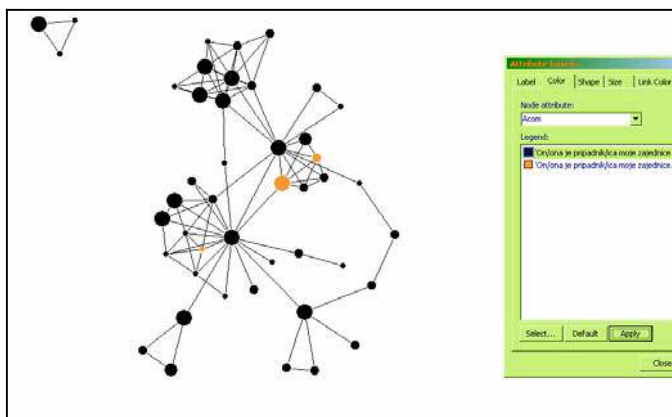 Attribute based..
Label Color Shape Size Link Color
Node attribute:
Acom
Legend:
'On/ona je pripadnik/ica moje zajednice
'On/ona je pripadnik/ica moje zajednice.
Select... Default Apply
Close